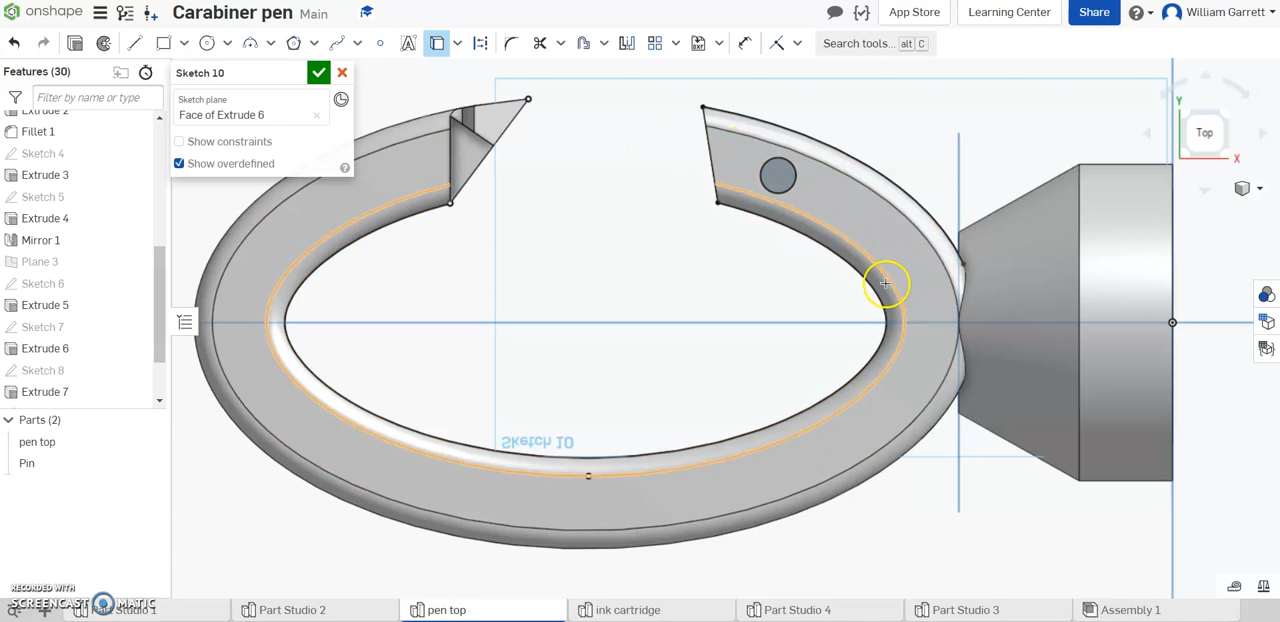 onshape Carabiner pen Main App Store Learning Center Share William Garrett
Search tools... alt C
Features (30)
Filter by name or type
Extrude 2
Fillet 1
Sketch 4
Extrude 3
Sketch 5
Extrude 4
Mirror 1
Plane 3
Sketch 6
Extrude 5
Sketch 7
Extrude 6
Sketch 8
Extrude 7
Parts (2)
pen top
Pin
Sketch 10
Sketch plane
Face of Extrude 6
Show constraints
Show overdefined
Y
Top
X
Sketch 10
RECORDED WITH
SCREENCAST MATIC
Part Studio 1 Part Studio 2 pen top ink cartridge Part Studio 4 Part Studio 3 Assembly 1